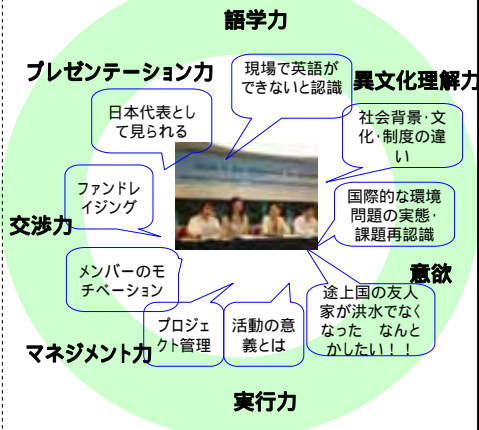 語学力
プレゼンテーション力
現場で英語が
できないと認識
異文化理解力
日本代表とし
て見られる
社会背景・文
化・制度の違
い
ファンドレ
イジング
国際的な環境
問題の実態・
課題再認識
交渉力
メンバーのモ
チベーション
意欲
途上国の友人
家が洪水でなく
なった　なんと
かしたい！！
プロジェ
クト管理
活動の意
義とは
マネジメント力
実行力